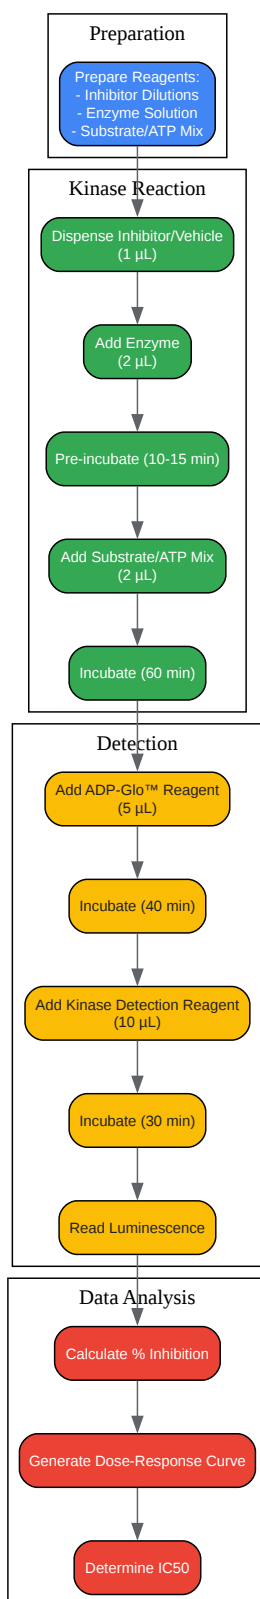 Preparation
Prepare Reagents:
- Inhibitor Dilutions
- Enzyme Solution
- Substrate/ATP Mix
Kinase Reaction
Dispense Inhibitor/Vehicle
(1 µL)
Add Enzyme
(2 µL)
Pre-incubate (10-15 min)
Add Substrate/ATP Mix
(2 µL)
Incubate (60 min)
Detection
Add ADP-Glo™ Reagent
(5 µL)
Incubate (40 min)
Add Kinase Detection Reagent
(10 µL)
Incubate (30 min)
Read Luminescence
Data Analysis
Calculate % Inhibition
Generate Dose-Response Curve
Determine IC50